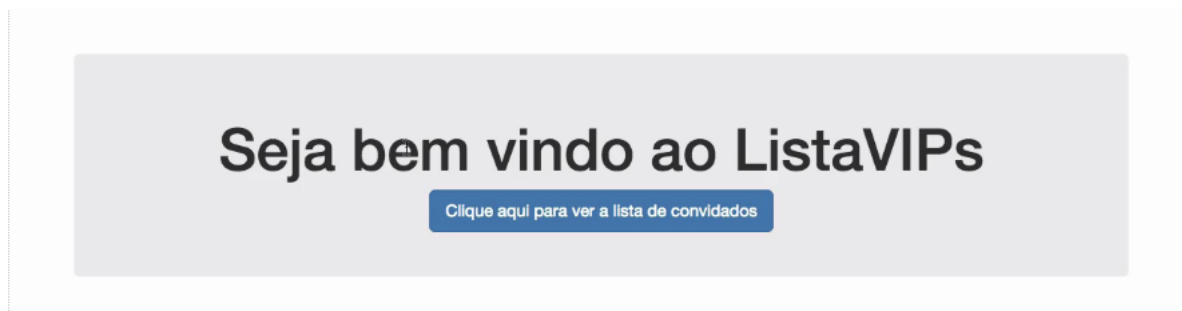 Seja bem vindo ao ListaVIPs
Clique aqui para ver a lista de convidados